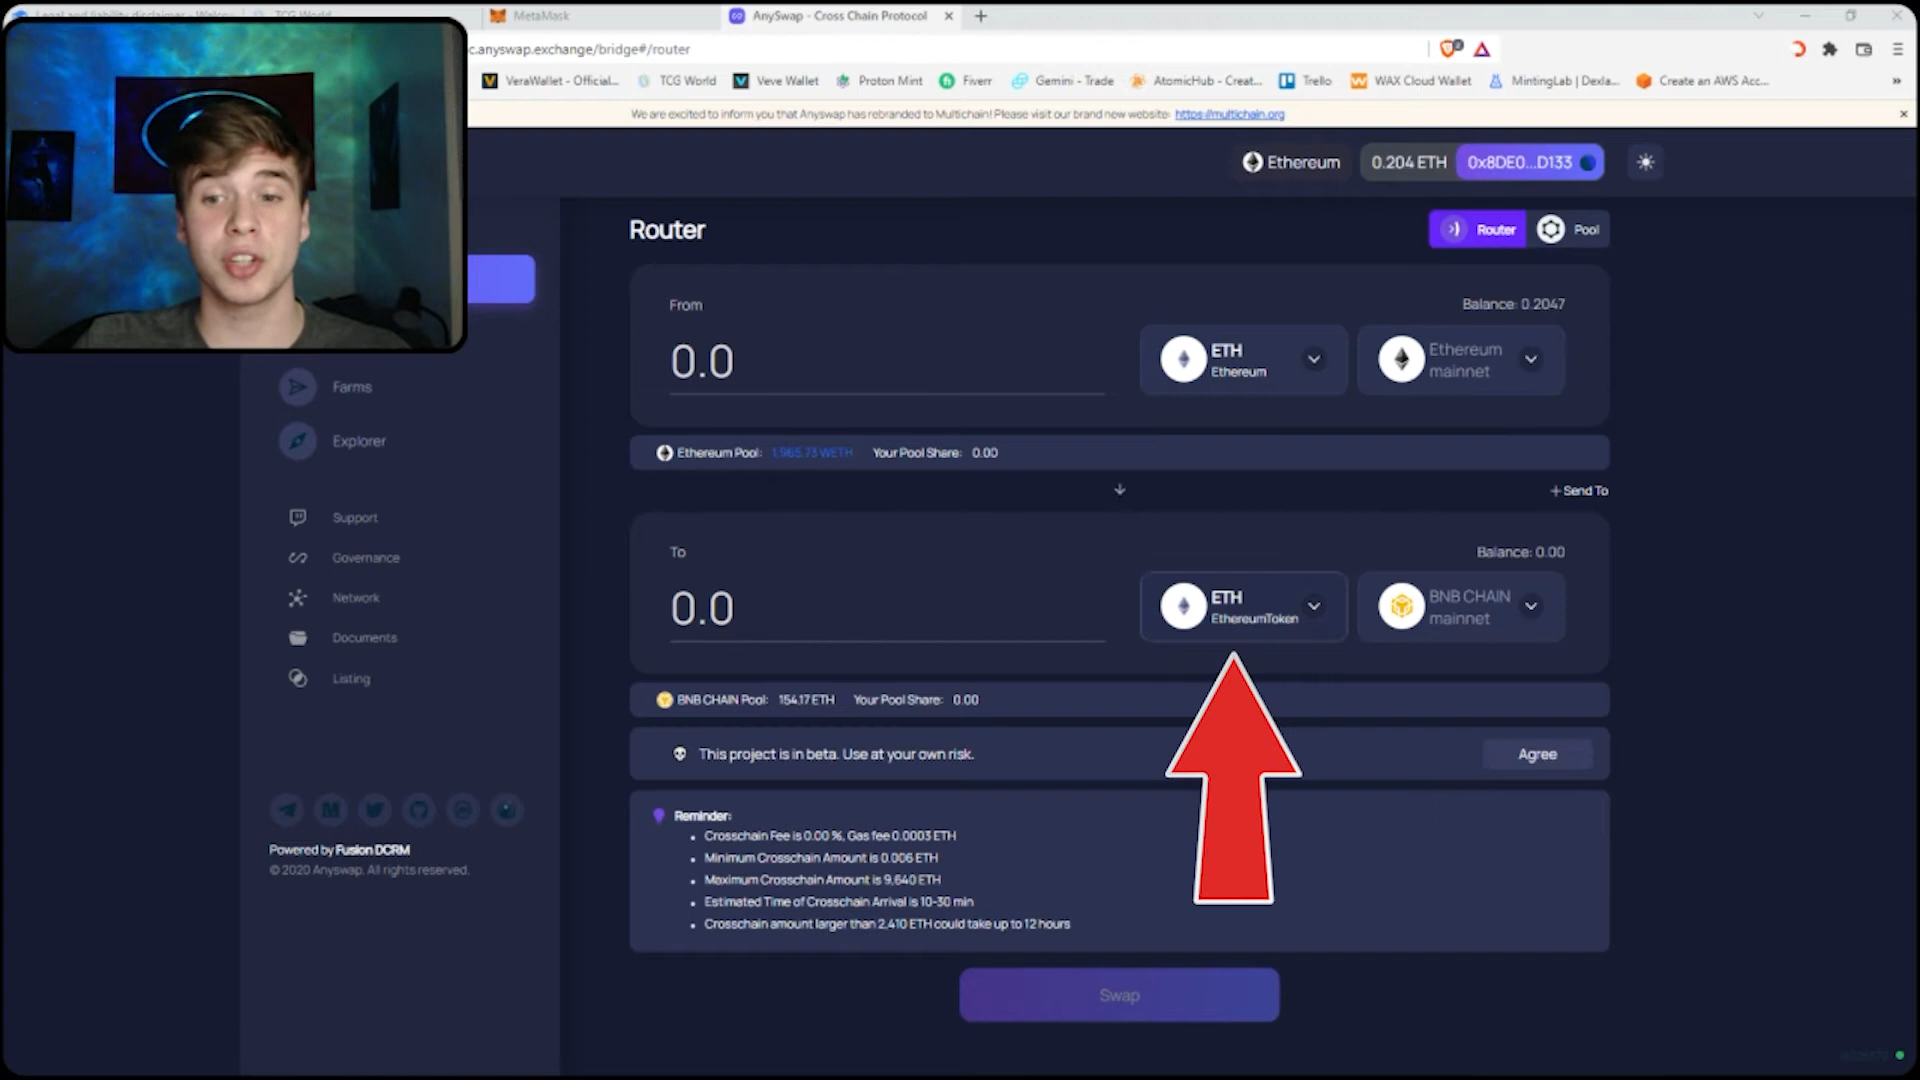 TCG World
MetaMask
AnySwap - Cross Chain Protocol
c.anyswap.exchange/bridge#/router
VeraWallet - Official...
TCG World
Veve Wallet
Proton Mint
Fiverr
Gemini - Trade
AtomicHub - Creat...
Trello
WAX Cloud Wallet
MintingLab | Dexla...
Create an AWS Acc...
We are excited to inform you that Anyswap has rebranded to Multichain! Please visit our brand new website: https://multichain.org
Ethereum
0.204 ETH
0x8DE0...D133
Router
Router
Pool
From
Balance: 0.2047
0.0
ETH
Ethereum
Ethereum
mainnet
Ethereum Pool: 1,965.73 WETH Your Pool Share: 0.00
+ Send To
To
Balance: 0.00
0.0
ETH
EthereumToken
BNB CHAIN
mainnet
BNB CHAIN Pool: 154.17 ETH Your Pool Share: 0.00
This project is in beta. Use at your own risk.
Agree
Reminder:
Crosschain Fee is 0.00 %, Gas fee 0.0003 ETH
Minimum Crosschain Amount is 0.006 ETH
Maximum Crosschain Amount is 9,640 ETH
Estimated Time of Crosschain Arrival is 10-30 min
Crosschain amount larger than 2,410 ETH could take up to 12 hours
Swap
Farms
Explorer
Support
Governance
Network
Documents
Listing
Powered by Fusion DCRM
© 2020 Anyswap. All rights reserved.